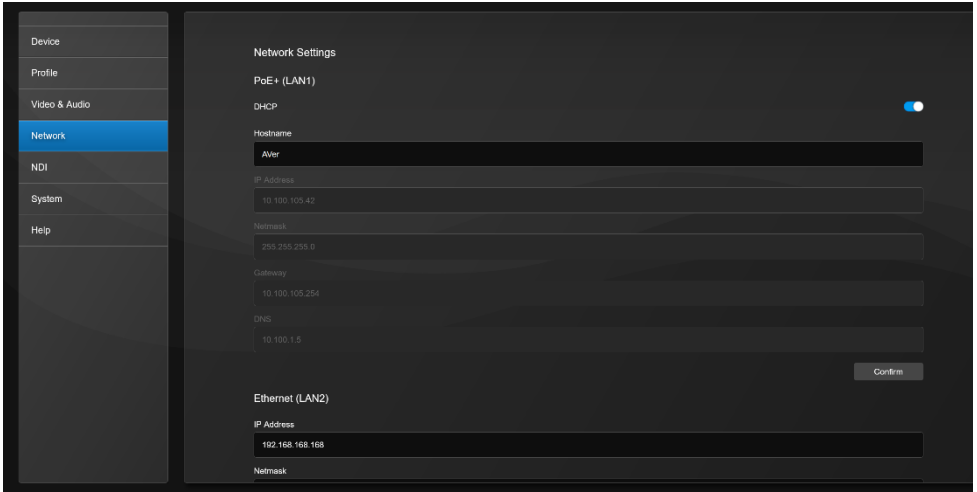 Device
Profile
Video & Audio
Network
NDI
System
Help
Network Settings
PoE+ (LAN1)
DHCP
Hostname
AVer
IP Address
10.100.105.42
Netmask
255.255.255.0
Gateway
10.100.105.254
DNS
10.100.1.5
Confirm
Ethernet (LAN2)
IP Address
192.168.168.168
Netmask